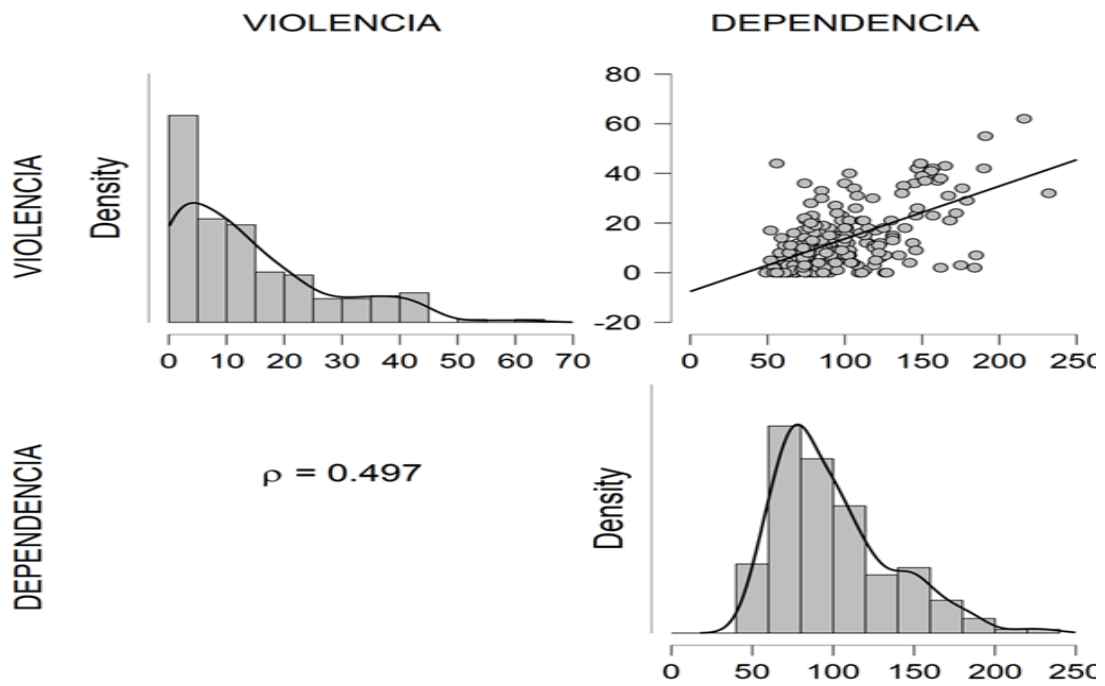 VIOLENCIA DEPENDENCIA
VIOLENCIA
Density
80
60
40
20
0
-20
0 10 20 30 40 50 60 70
0 50 100 150 200 250
DEPENDENCIA
ρ = 0.497
Density
0 50 100 150 200 250